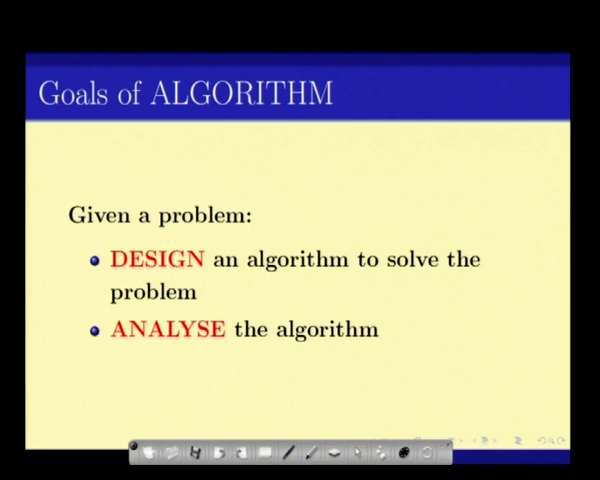 Goals of ALGORITHM
Given a problem:
DESIGN an algorithm to solve the
problem
ANALYSE the algorithm